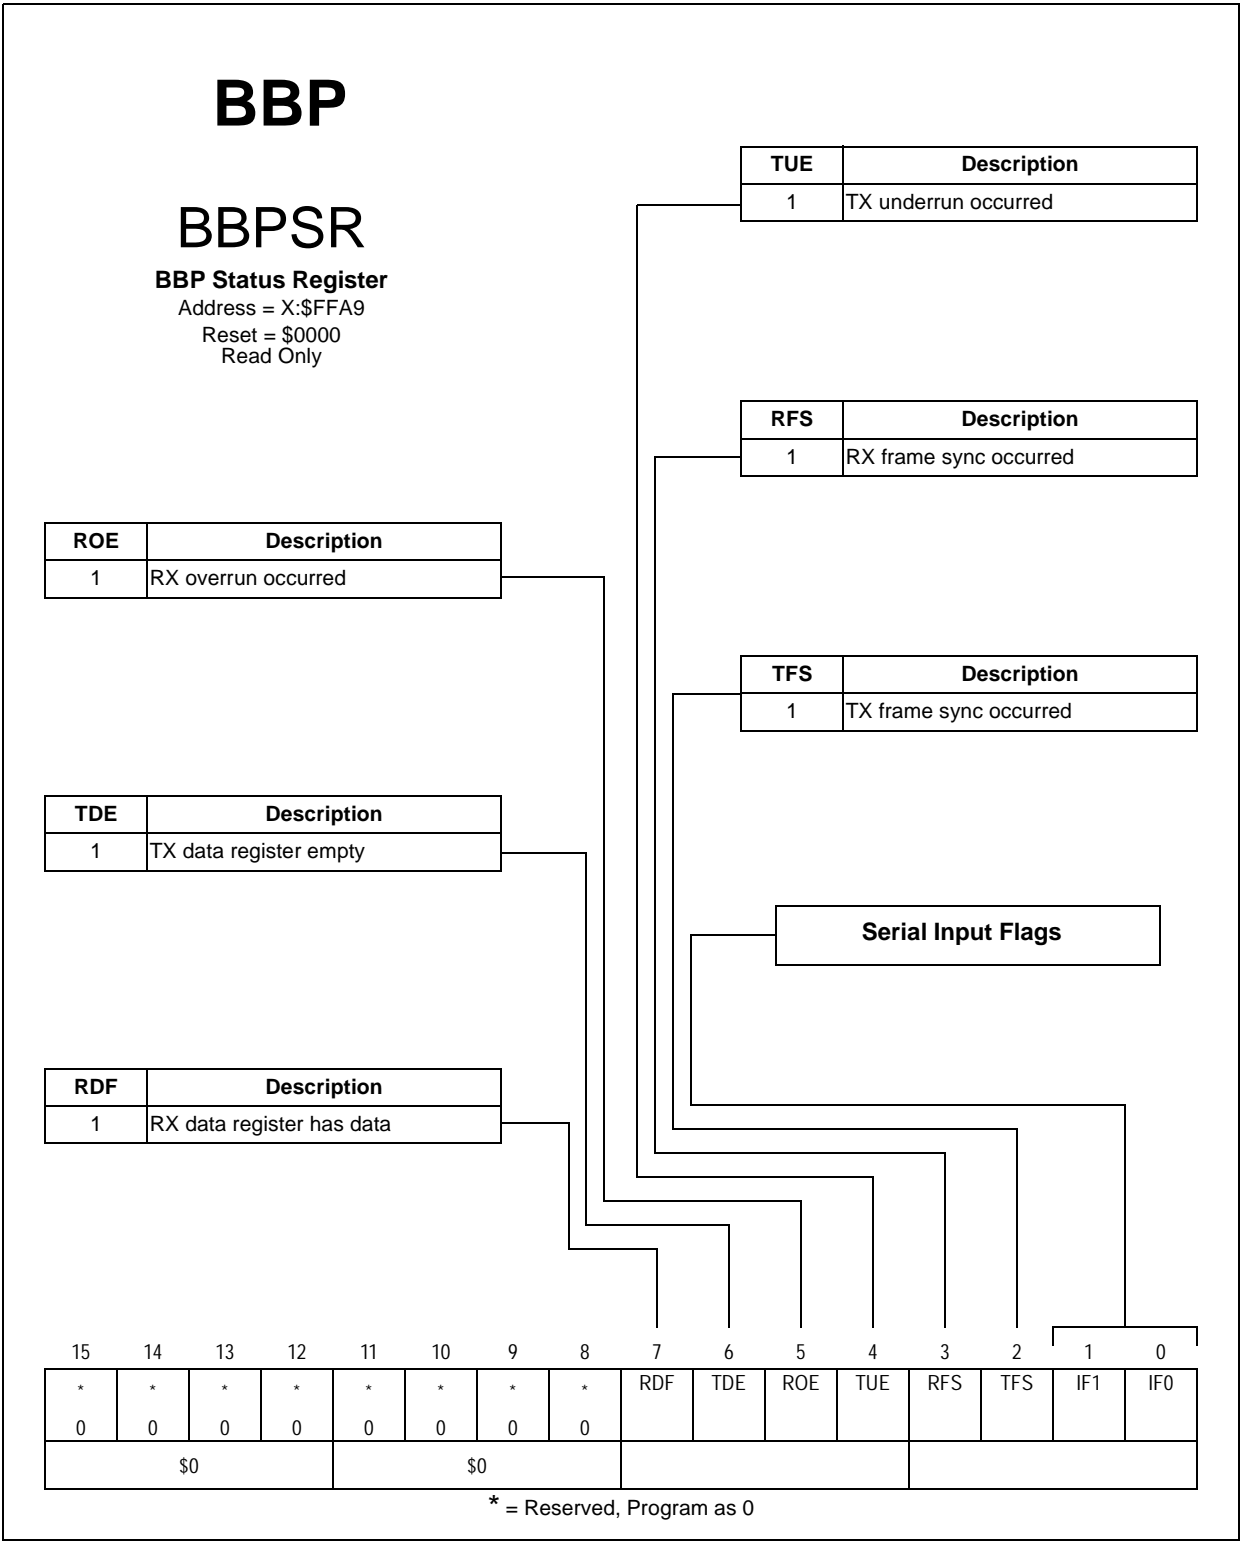 BBP
BBPSR
BBP Status Register
Address = X:$FFA9
Reset = $0000
Read Only
TUE Description
1 TX underrun occurred
RFS Description
1 RX frame sync occurred
ROE Description
1 RX overrun occurred
TFS Description
1 TX frame sync occurred
TDE Description
1 TX data register empty
Serial Input Flags
RDF Description
1 RX data register has data
15 14 13 12 11 10 9 8 7 6 5 4 3 2 1 0
* * * * * * * * RDF TDE ROE TUE RFS TFS IF1 IF0
0 0 0 0 0 0 0 0
$0 $0
* = Reserved, Program as 0